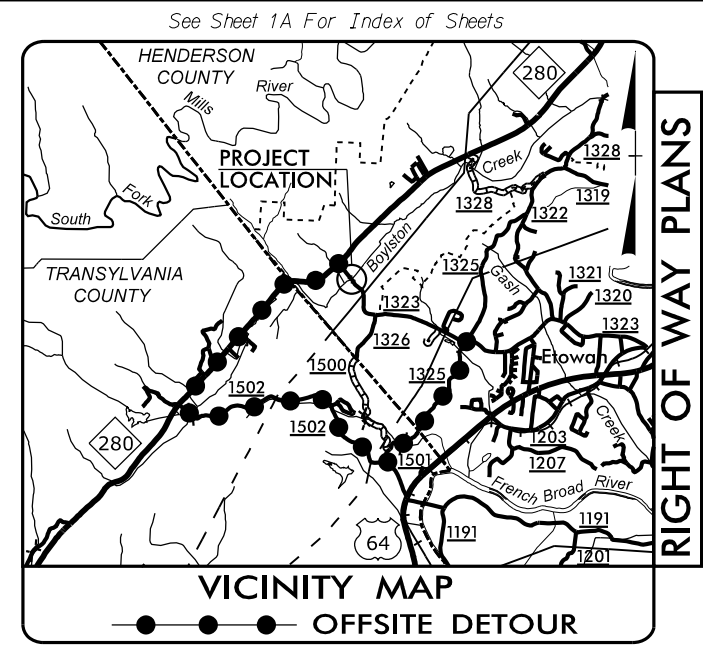 See Sheet 1A For Index of Sheets
HENDERSON
COUNTY
280
River
Mills
PROJECT
LOCATION
Creek
1328
1328
1319
1322
Fork
South
Boylston
1325
TRANSYLVANIA
COUNTY
Gash
1321
1320
1323
1323
1326
Etowah
1500
1325
1502
1502
Creek
280
1203
1501
1207
French Broad River
64
1191
1191
1201
RIGHT OF WAY PLANS
VICINITY MAP
OFFSITE DETOUR